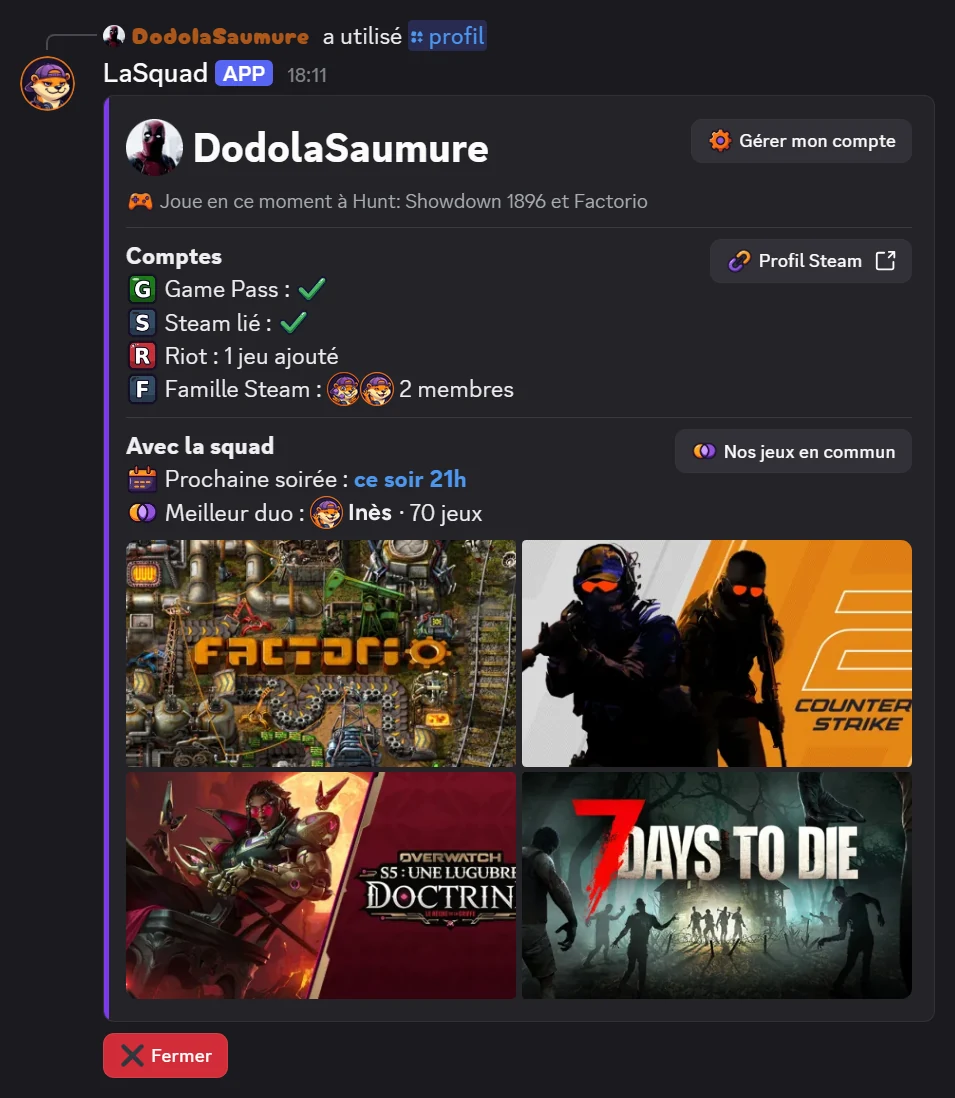 DodolaSaumure a utilisé profil
LaSquad APP 18:11
DodolaSaumure
Gérer mon compte
Joue en ce moment à Hunt: Showdown 1896 et Factorio
Comptes
Profil Steam
G Game Pass :
S Steam lié :
R Riot : 1 jeu ajouté
F Famille Steam : 2 membres
Avec la squad
Nos jeux en commun
Prochaine soirée : ce soir 21h
Meilleur duo : Inès · 70 jeux
FACTORIO
2
COUNTER
STRIKE
OVERWATCH
S5 : UNE LUGUBRE
DOCTRIN
7 DAYS TO DIE
Fermer